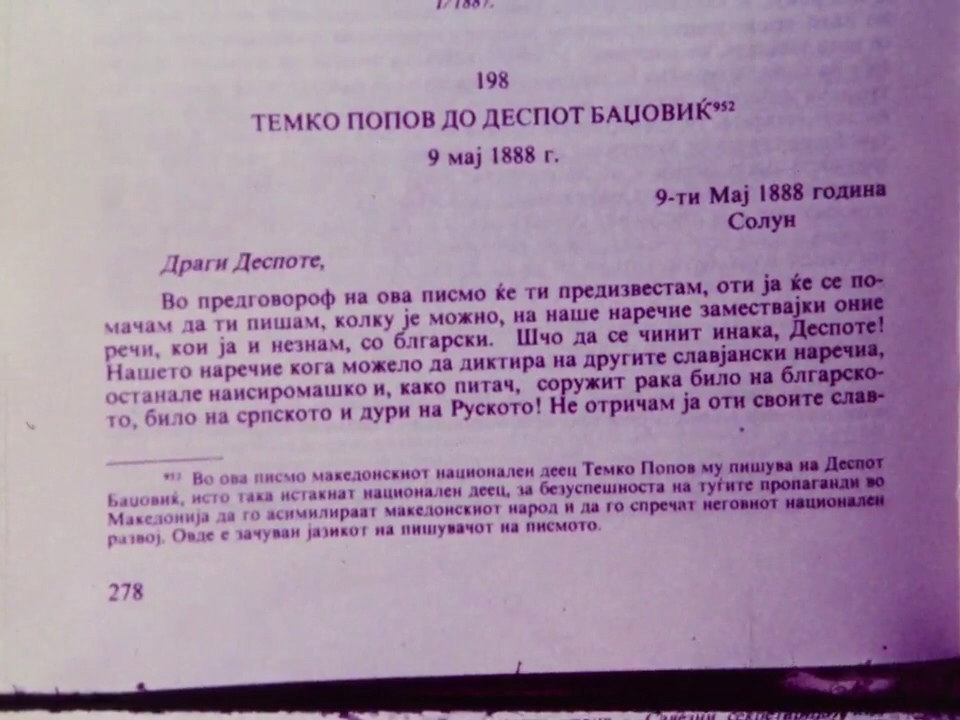 1/1887.
198
ТЕМКО ПОПОВ ДО ДЕСПОТ БАЏОВИЌ⁹⁵²
9 мај 1888 г.
9-ти Мај 1888 година
Солун
Драги Деспоте,
Во предговороф на ова писмо ќе ти предизвестам, оти ја ќе се по-
мачам да ти пишам, колку је можно, на наше наречие замествајки оние
речи, кои ја и незнам, со блгарски. Шчо да се чинит инака, Деспоте!
Нашето наречие кога можело да диктира на другите славјански наречиа,
останале наисиромашко и, како питач, соружит рака било на блгарско-
то, било на српското и дури на Руското! Не отричам ја оти своите слав-
⁹⁵² Во ова писмо македонскиот национален деец Темко Попов му пишува на Деспот
Баџовиќ, исто така истакнат национален деец, за безуспешноста на туѓите пропаганди во
Македонија да го асимилираат македонскиот народ и да го спречат неговиот национален
развој. Овде е зачуван јазикот на пишувачот на писмото.
278